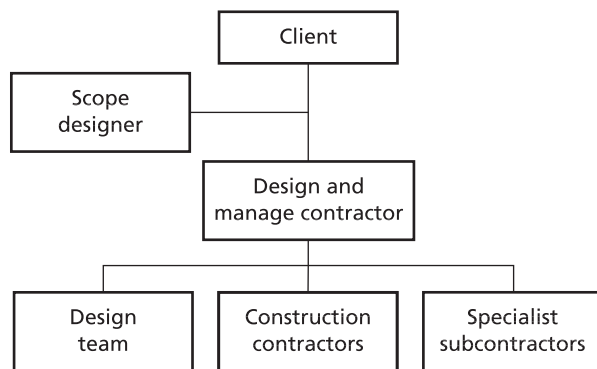 Client
Scope
designer
Design and
manage contractor
Design
team
Construction
contractors
Specialist
subcontractors